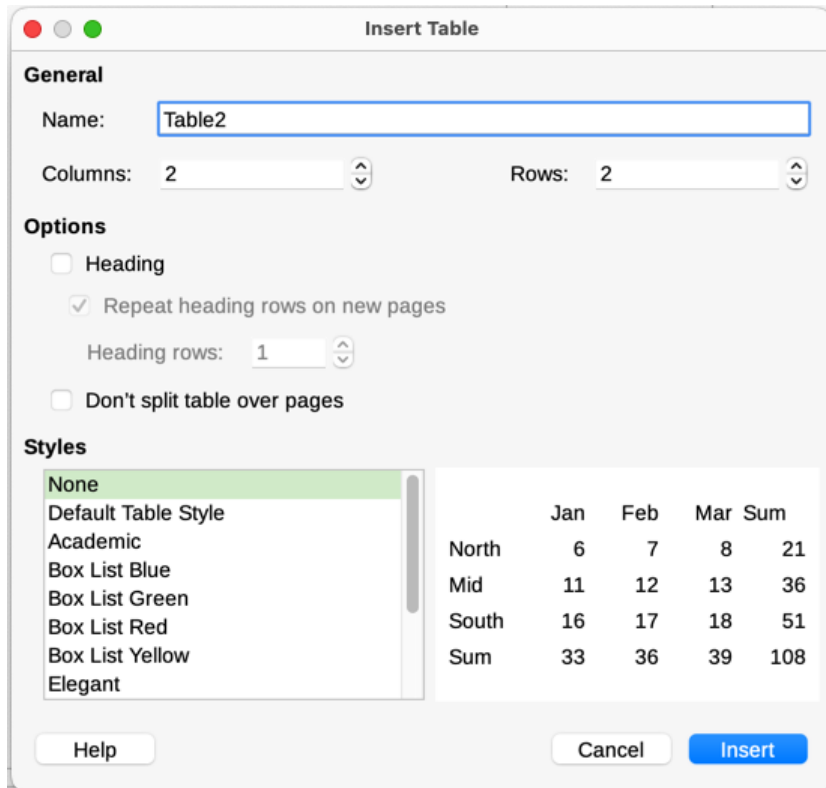 Insert Table
General
Name: Table2
Columns: 2 Rows: 2
Options
Heading
Repeat heading rows on new pages
Heading rows: 1
Don't split table over pages
Styles
None
Default Table Style
Academic
Box List Blue
Box List Green
Box List Red
Box List Yellow
Elegant
Jan Feb Mar Sum
North 6 7 8 21
Mid 11 12 13 36
South 16 17 18 51
Sum 33 36 39 108
Help Cancel Insert